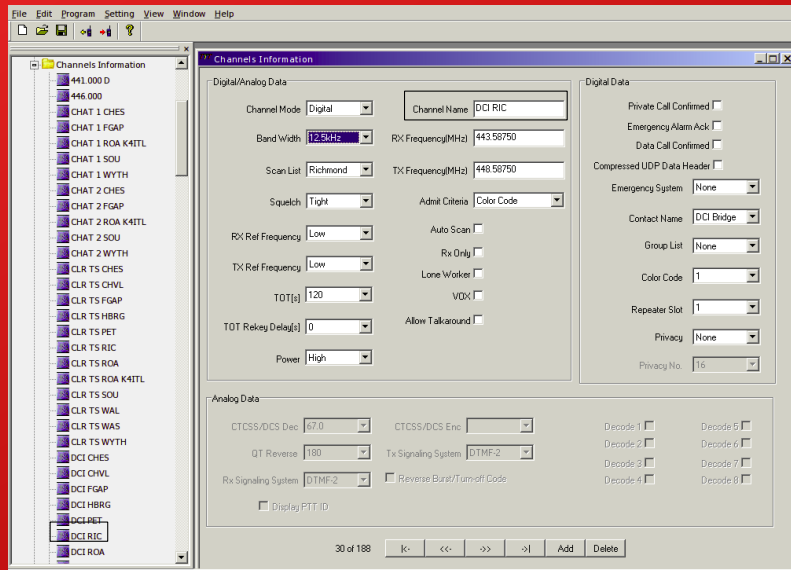 File Edit Program Setting View Window Help
Channels Information
441.000 D
446.000
CHAT 1 CHES
CHAT 1 FGAP
CHAT 1 ROA K4ITL
CHAT 1 SOU
CHAT 1 WYTH
CHAT 2 CHES
CHAT 2 FGAP
CHAT 2 ROA K4ITL
CHAT 2 SOU
CHAT 2 WYTH
CLR TS CHES
CLR TS CHVL
CLR TS FGAP
CLR TS HBRG
CLR TS PET
CLR TS RIC
CLR TS ROA
CLR TS ROA K4ITL
CLR TS SOU
CLR TS WAL
CLR TS WAS
CLR TS WYTH
DCI CHES
DCI CHVL
DCI FGAP
DCI HBRG
DCI PET
DCI RIC
DCI ROA
Channels Information
Digital/Analog Data
Channel Mode Digital
Channel Name DCI RIC
Band Width 12.5kHz
RX Frequency(MHz) 443.58750
Scan List Richmond
TX Frequency(MHz) 448.58750
Squelch Tight
Admit Criteria Color Code
RX Ref Frequency Low
Auto Scan
Rx Only
TX Ref Frequency Low
Lone Worker
TOT[s] 120
VOX
TOT Rekey Delay[s] 0
Allow Talkaround
Power High
Digital Data
Private Call Confirmed
Emergency Alarm Ack
Data Call Confirmed
Compressed UDP Data Header
Emergency System None
Contact Name DCI Bridge
Group List None
Color Code 1
Repeater Slot 1
Privacy None
Privacy No. 16
Analog Data
CTCSS/DCS Dec 67.0
CTCSS/DCS Enc
Decode 1 Decode 5
QT Reverse 180
Tx Signaling System DTMF-2
Decode 2 Decode 6
Rx Signaling System DTMF-2
Reverse Burst/Turn-off Code
Decode 3 Decode 7
Decode 4 Decode 8
Display PTT ID
30 of 188 |<- <<- ->> ->| Add Delete